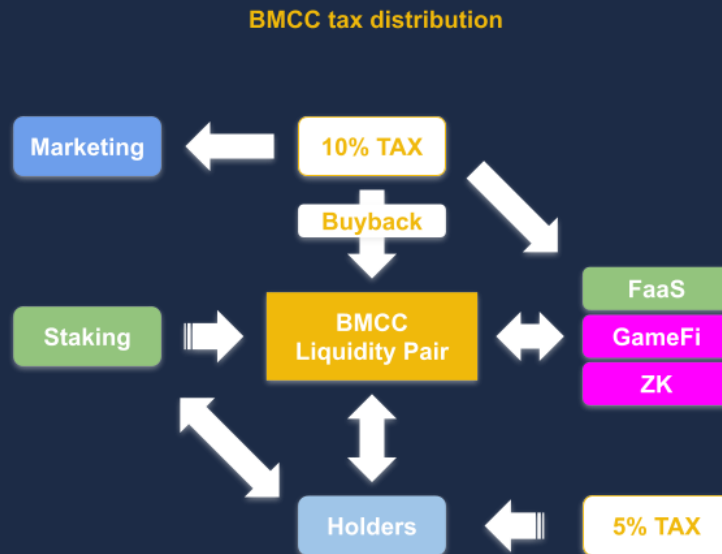 BMCC tax distribution
Marketing
10% TAX
Buyback
FaaS
Staking
BMCC
Liquidity Pair
GameFi
ZK
Holders
5% TAX